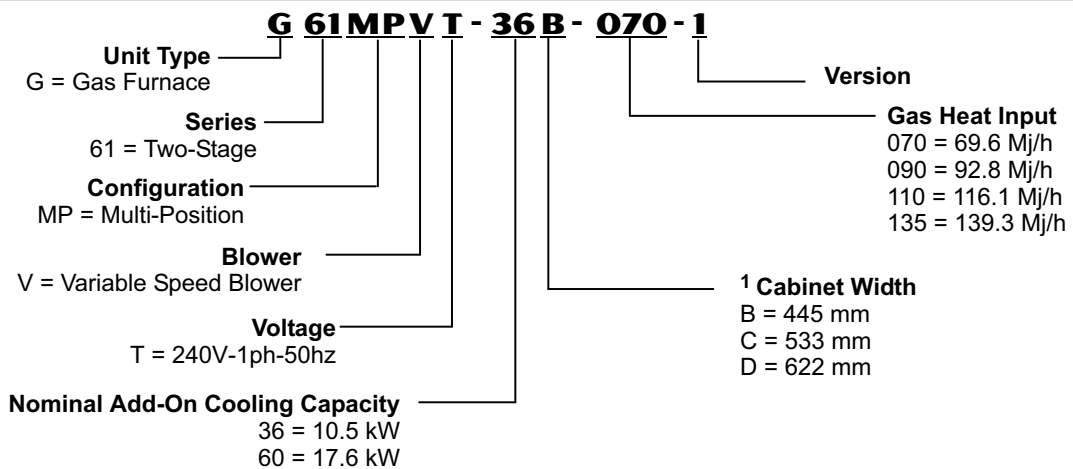 G 61 MP V T - 36 B - 070 - 1
Unit Type
G = Gas Furnace
Series
61 = Two-Stage
Configuration
MP = Multi-Position
Blower
V = Variable Speed Blower
Voltage
T = 240V-1ph-50hz
Nominal Add-On Cooling Capacity
36 = 10.5 kW
60 = 17.6 kW
Version
Gas Heat Input
070 = 69.6 Mj/h
090 = 92.8 Mj/h
110 = 116.1 Mj/h
135 = 139.3 Mj/h
1 Cabinet Width
B = 445 mm
C = 533 mm
D = 622 mm